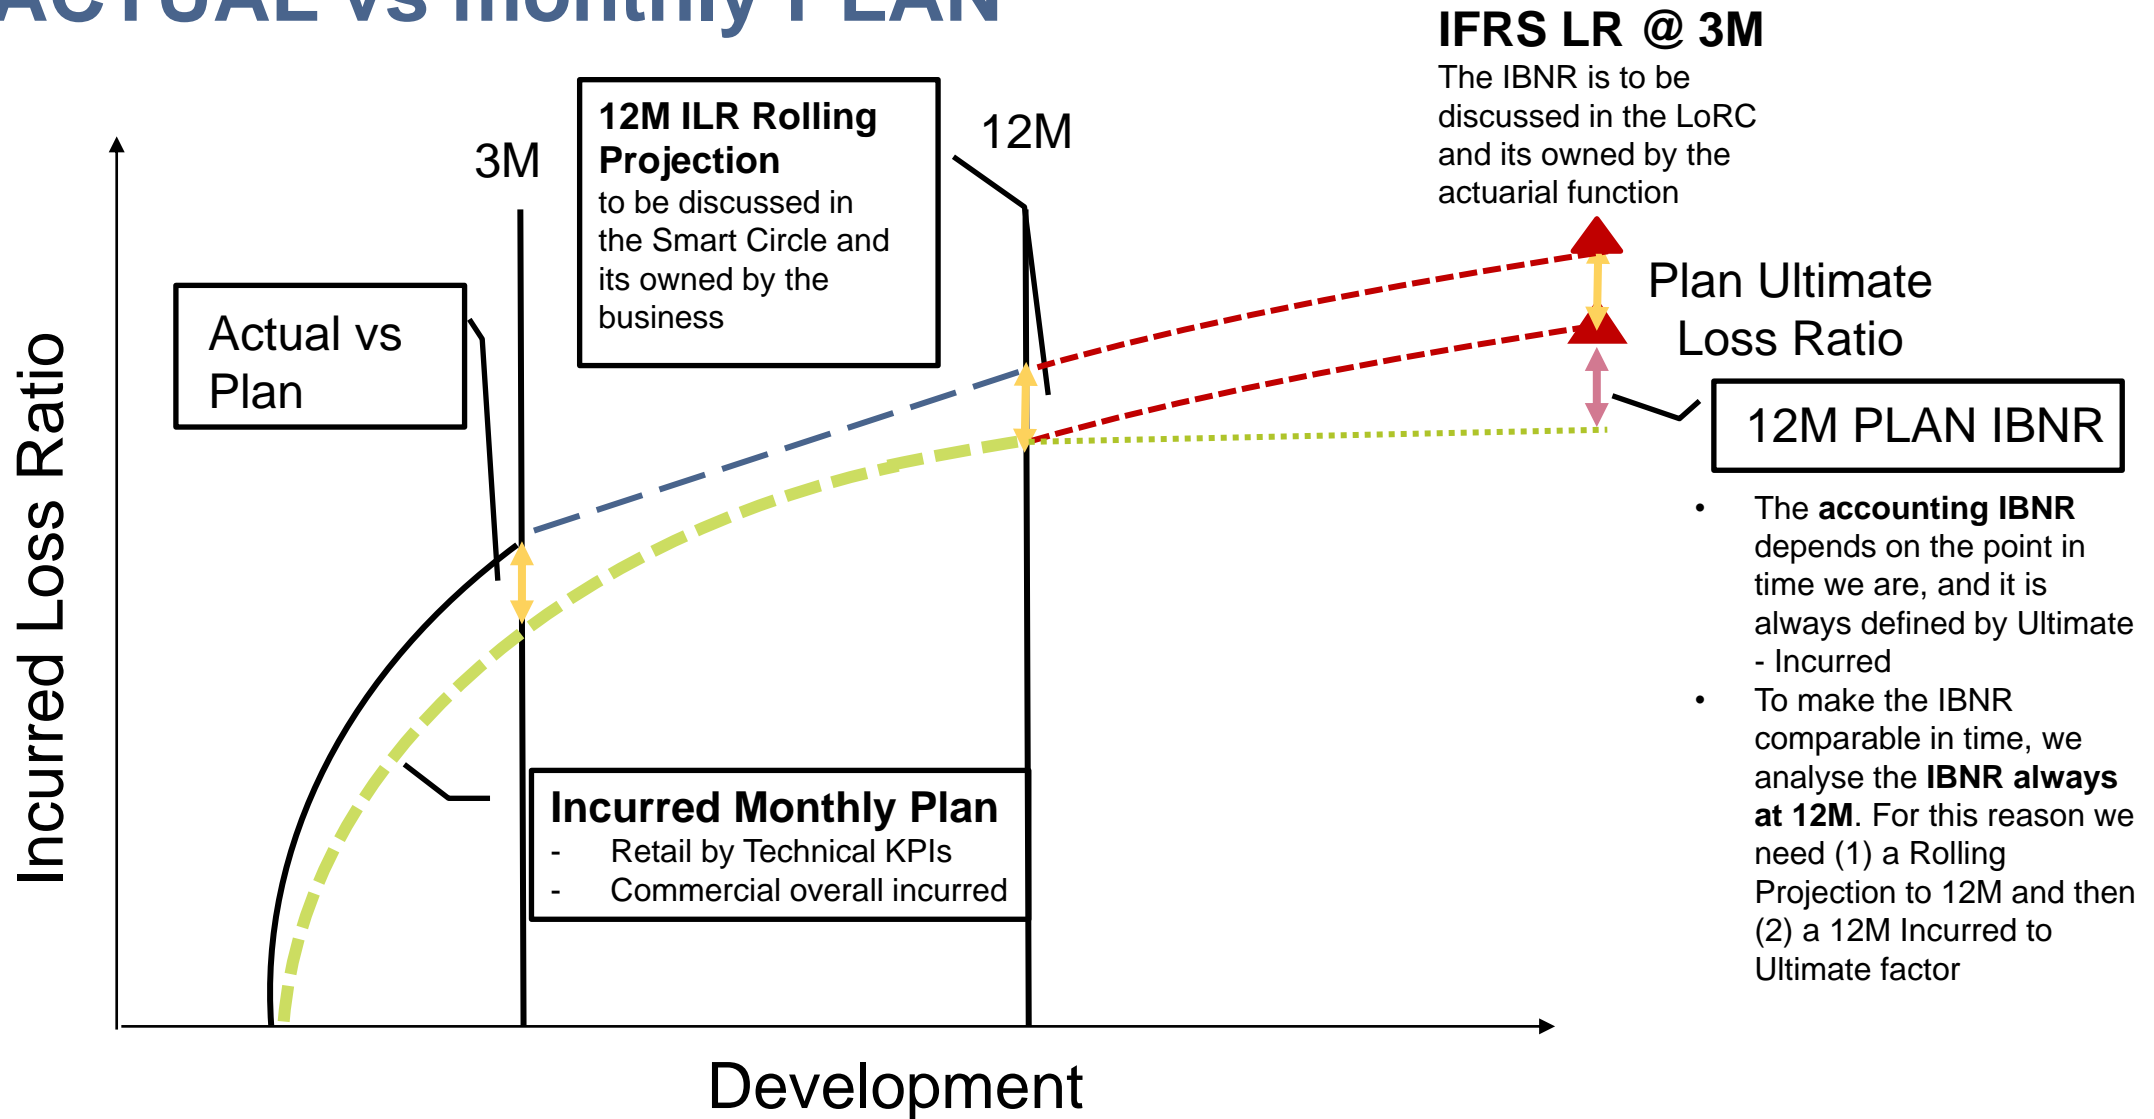 ACTUAL vs monthly PLAN
IFRS LR @ 3M
The IBNR is to be
discussed in the LoRC
and its owned by the
actuarial function
12M ILR Rolling
Projection
to be discussed in
the Smart Circle and
its owned by the
business
3M
12M
Actual vs
Plan
Plan Ultimate
Loss Ratio
12M PLAN IBNR
• The accounting IBNR
depends on the point in
time we are, and it is
always defined by Ultimate
- Incurred
• To make the IBNR
comparable in time, we
analyse the IBNR always
at 12M. For this reason we
need (1) a Rolling
Projection to 12M and then
(2) a 12M Incurred to
Ultimate factor
Incurred Monthly Plan
- Retail by Technical KPIs
- Commercial overall incurred
Incurred Loss Ratio
Development